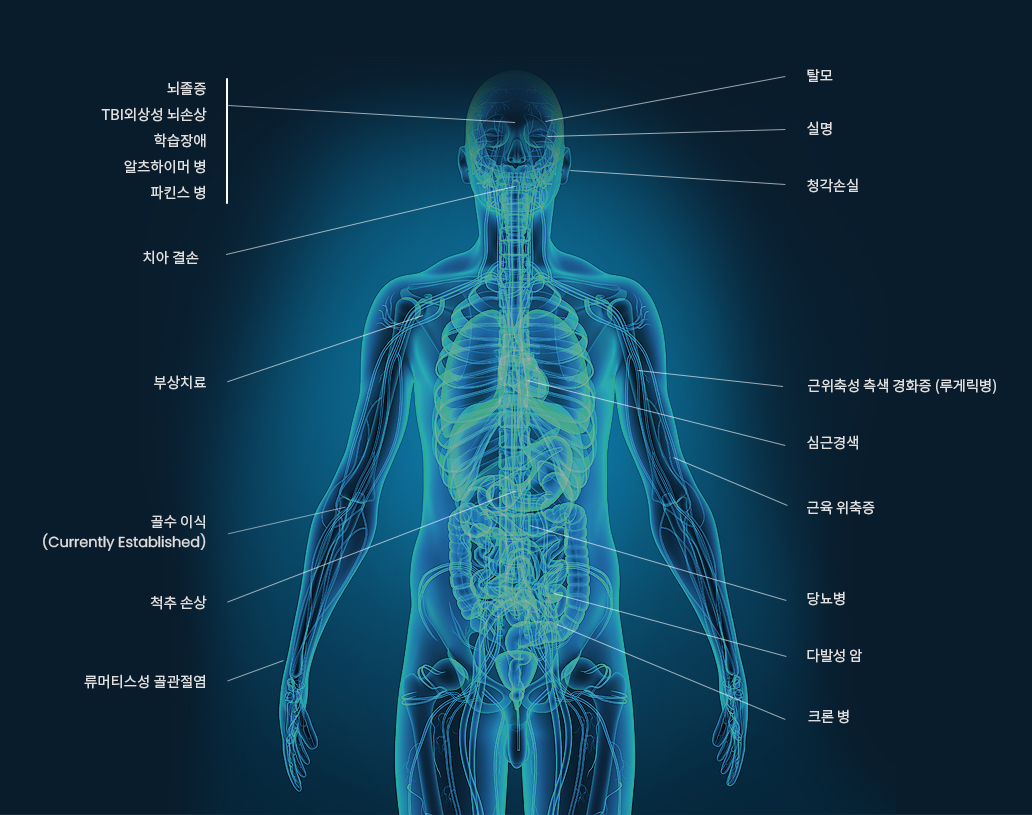 뇌졸증
TBI외상성 뇌손상
학습장애
알츠하이머 병
파킨스 병
치아 결손
부상치료
골수 이식
(Currently Established)
척추 손상
류머티스성 골관절염
탈모
실명
청각손실
근위축성 측색 경화증 (루게릭병)
심근경색
근육 위축증
당뇨병
다발성 암
크론 병